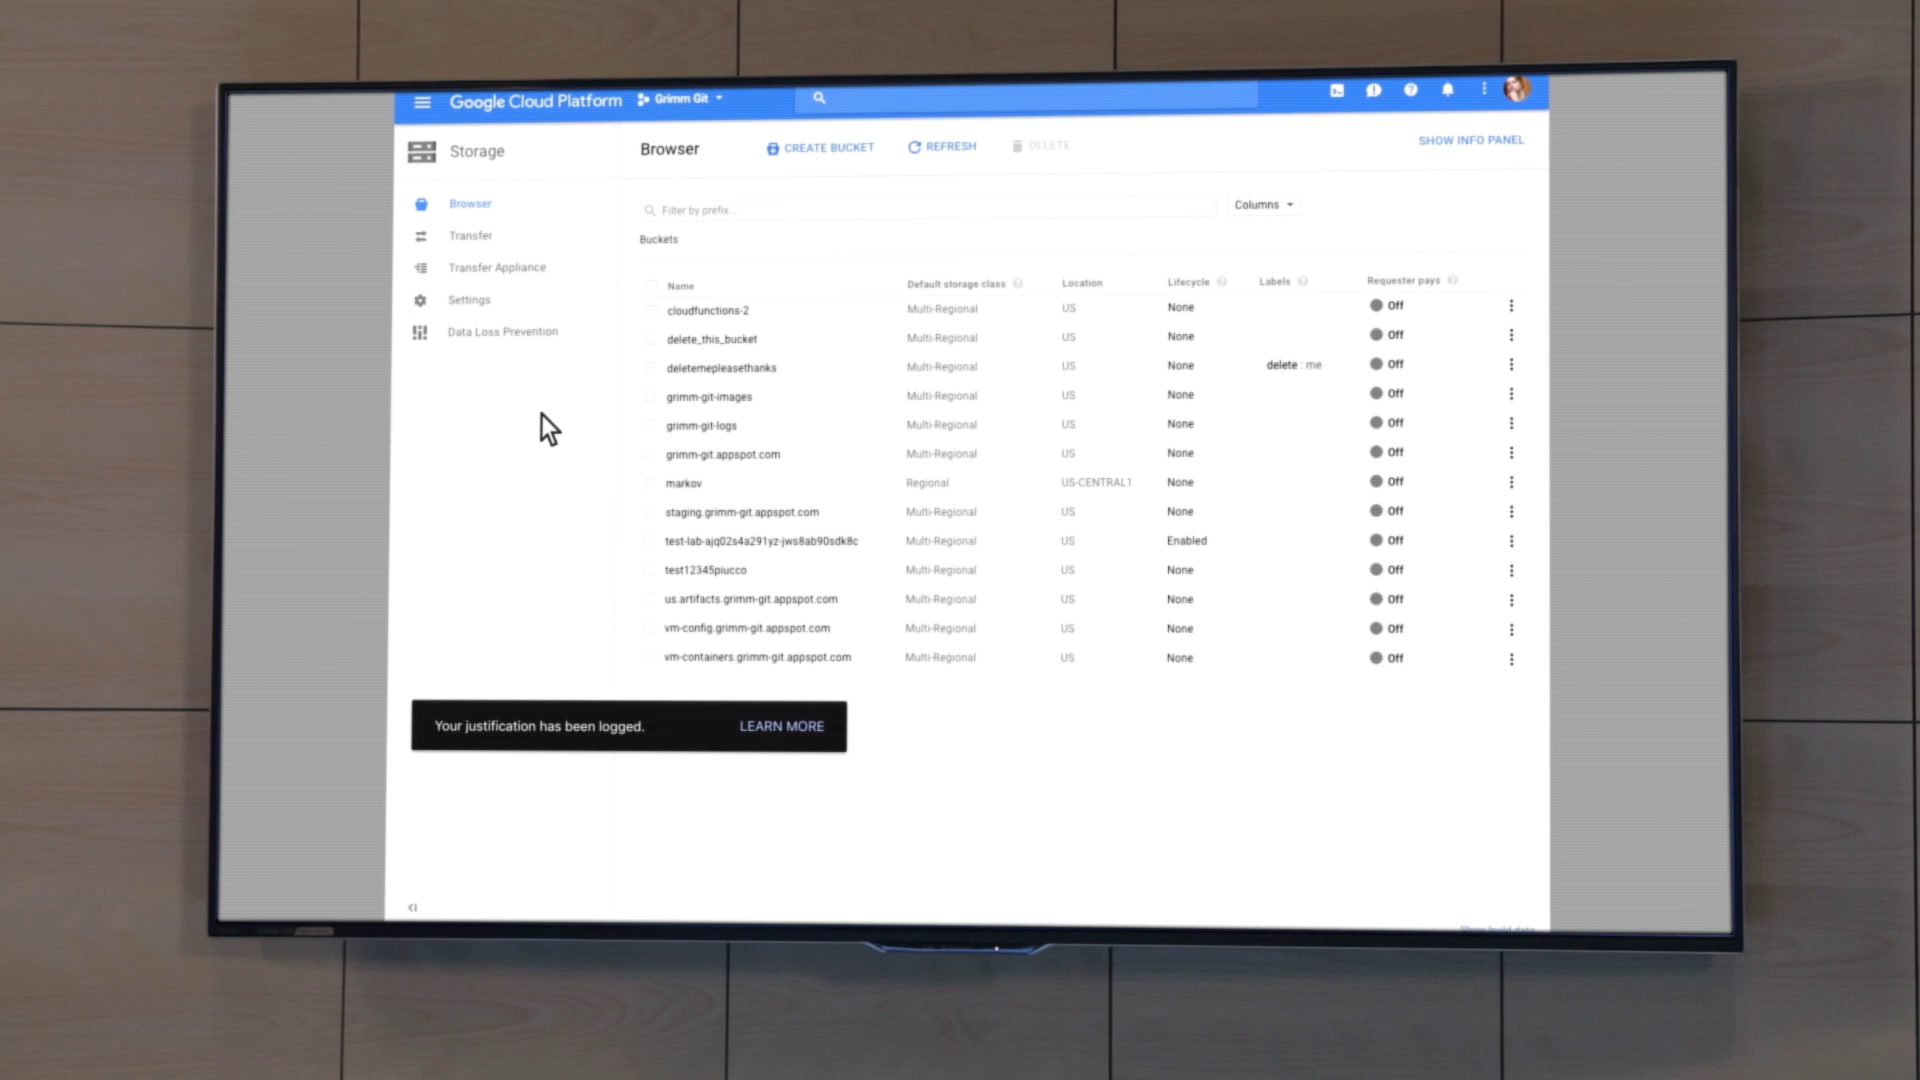 Google Cloud Platform Grimm Git
Storage
Browser CREATE BUCKET REFRESH DELETE SHOW INFO PANEL
Browser
Transfer
Transfer Appliance
Settings
Data Loss Prevention
Filter by prefix... Columns
Buckets
Name Default storage class Location Lifecycle Labels Requester pays
cloudfunctions-2 Multi-Regional US None Off
delete_this_bucket Multi-Regional US None Off
deletemepleasethanks Multi-Regional US None delete : me Off
grimm-git-images Multi-Regional US None Off
grimm-git-logs Multi-Regional US None Off
grimm-git.appspot.com Multi-Regional US None Off
markov Regional US-CENTRAL1 None Off
staging.grimm-git.appspot.com Multi-Regional US None Off
test-lab-ajq02s4a291yz-jws8ab90sdk8c Multi-Regional US Enabled Off
test12345piucco Multi-Regional US None Off
us.artifacts.grimm-git.appspot.com Multi-Regional US None Off
vm-config.grimm-git.appspot.com Multi-Regional US None Off
vm-containers.grimm-git.appspot.com Multi-Regional US None Off
Your justification has been logged. LEARN MORE
Show build data